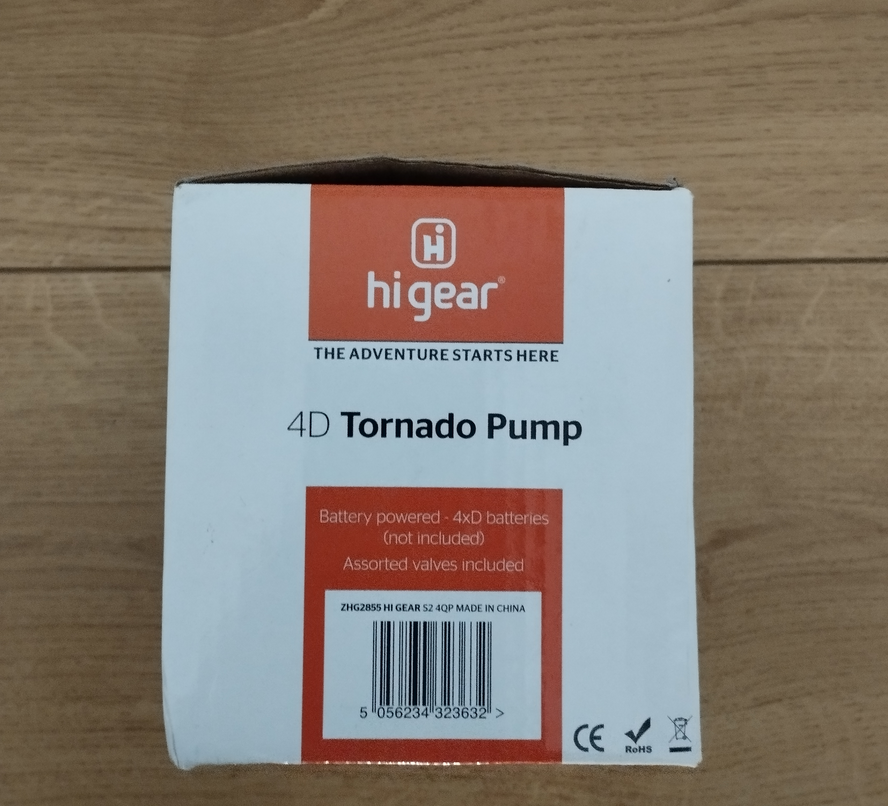 hi gear®
THE ADVENTURE STARTS HERE
4D Tornado Pump
Battery powered - 4xD batteries
(not included)
Assorted valves included
ZHG2855 HI GEAR S2 4QP MADE IN CHINA
5 056234 323632 >
CE
RoHS